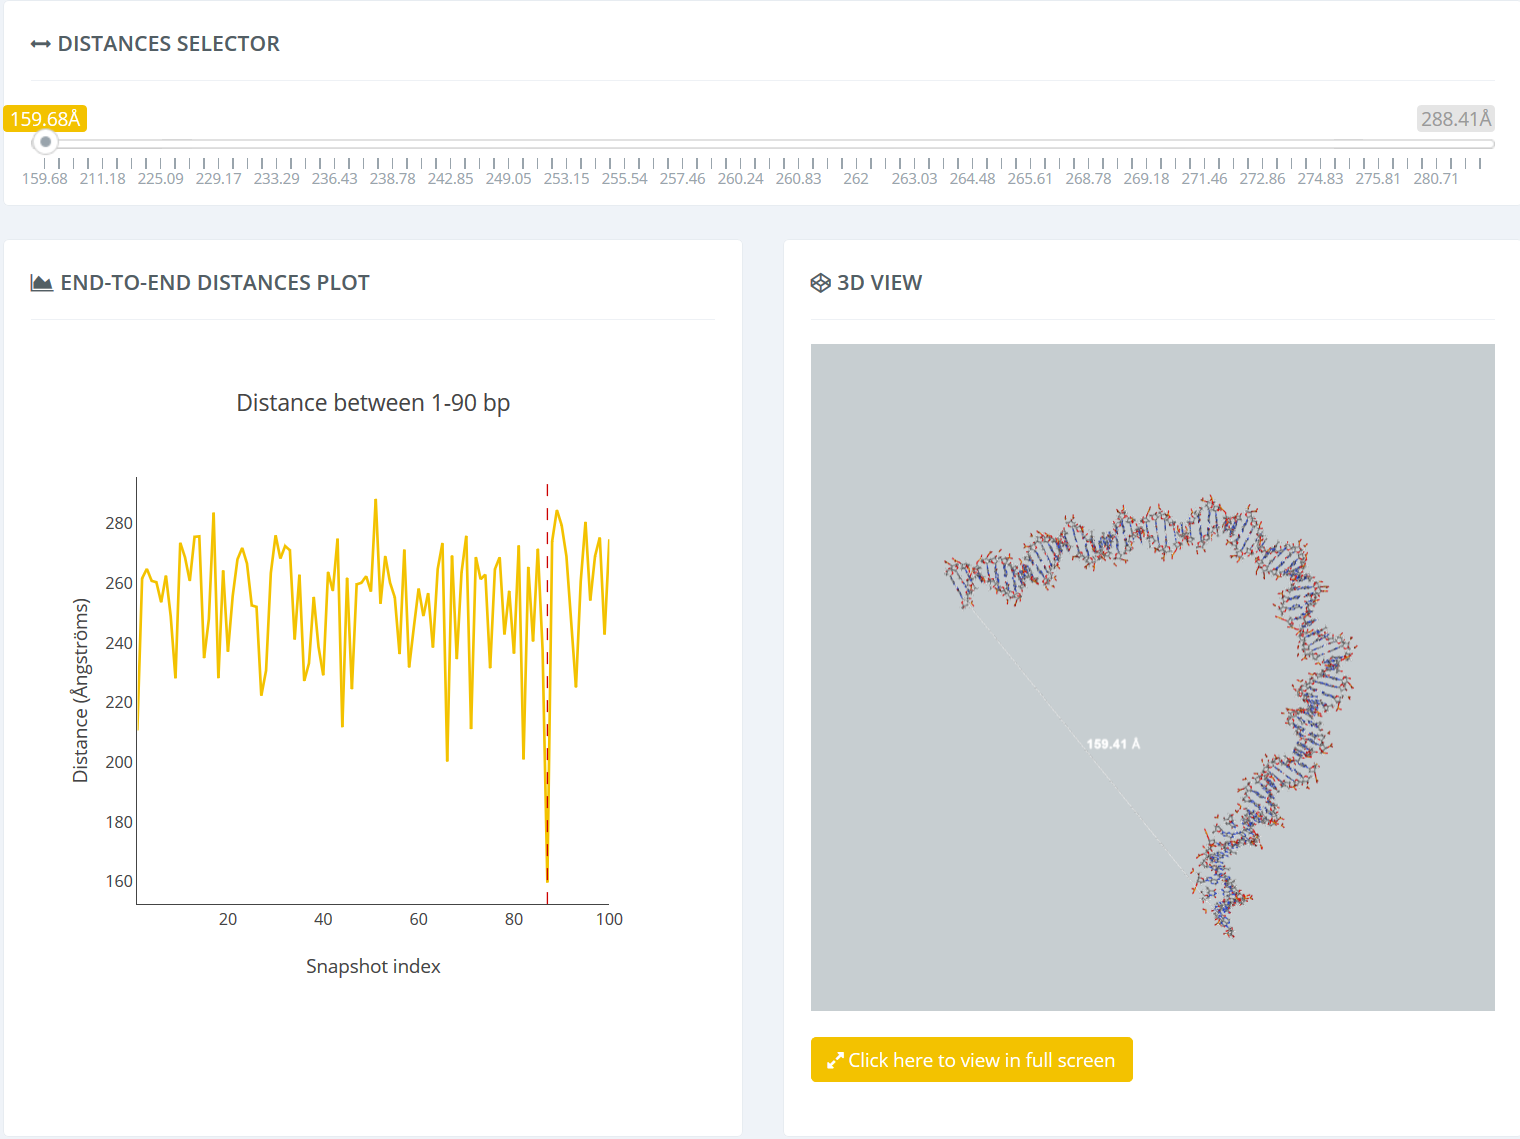 DISTANCES SELECTOR
159.68Å 288.41Å
159.68 211.18 225.09 229.17 233.29 236.43 238.78 242.85 249.05 253.15 255.54 257.46 260.24 260.83 262 263.03 264.48 265.61 268.78 269.18 271.46 272.86 274.83 275.81 280.71
END-TO-END DISTANCES PLOT
Distance between 1-90 bp
Distance (Ångströms)
280
260
240
220
200
180
160
20 40 60 80 100
Snapshot index
3D VIEW
159.41 Å
Click here to view in full screen